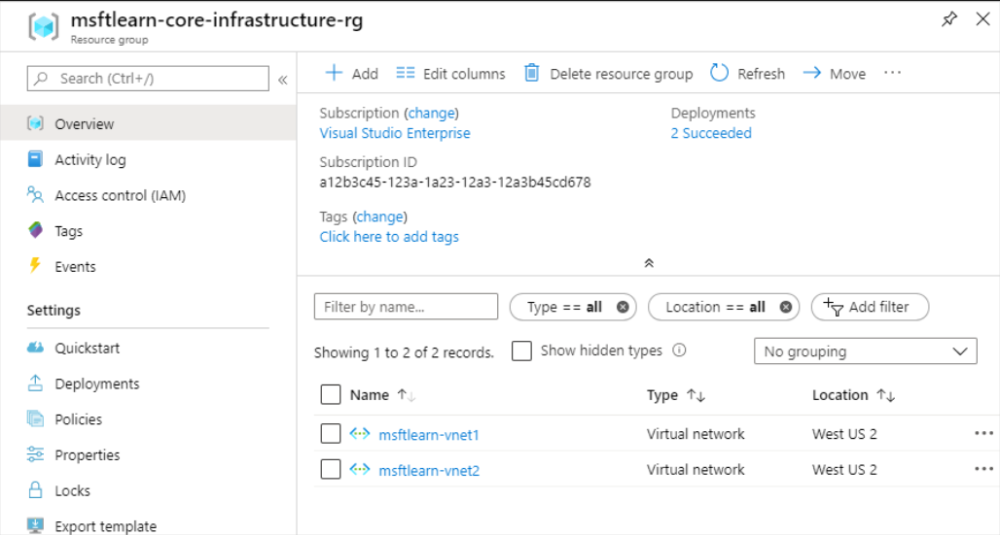 msftlearn-core-infrastructure-rg
Resource group
Search (Ctrl+/)
Overview
Activity log
Access control (IAM)
Tags
Events
Settings
Quickstart
Deployments
Policies
Properties
Locks
Export template
Add Edit columns Delete resource group Refresh Move ...
Subscription (change) Deployments
Visual Studio Enterprise 2 Succeeded
Subscription ID
a12b3c45-123a-1a23-12a3-12a3b45cd678
Tags (change)
Click here to add tags
Filter by name... Type == all Location == all Add filter
Showing 1 to 2 of 2 records. Show hidden types No grouping
Name Type Location
msftlearn-vnet1 Virtual network West US 2 ...
msftlearn-vnet2 Virtual network West US 2 ...